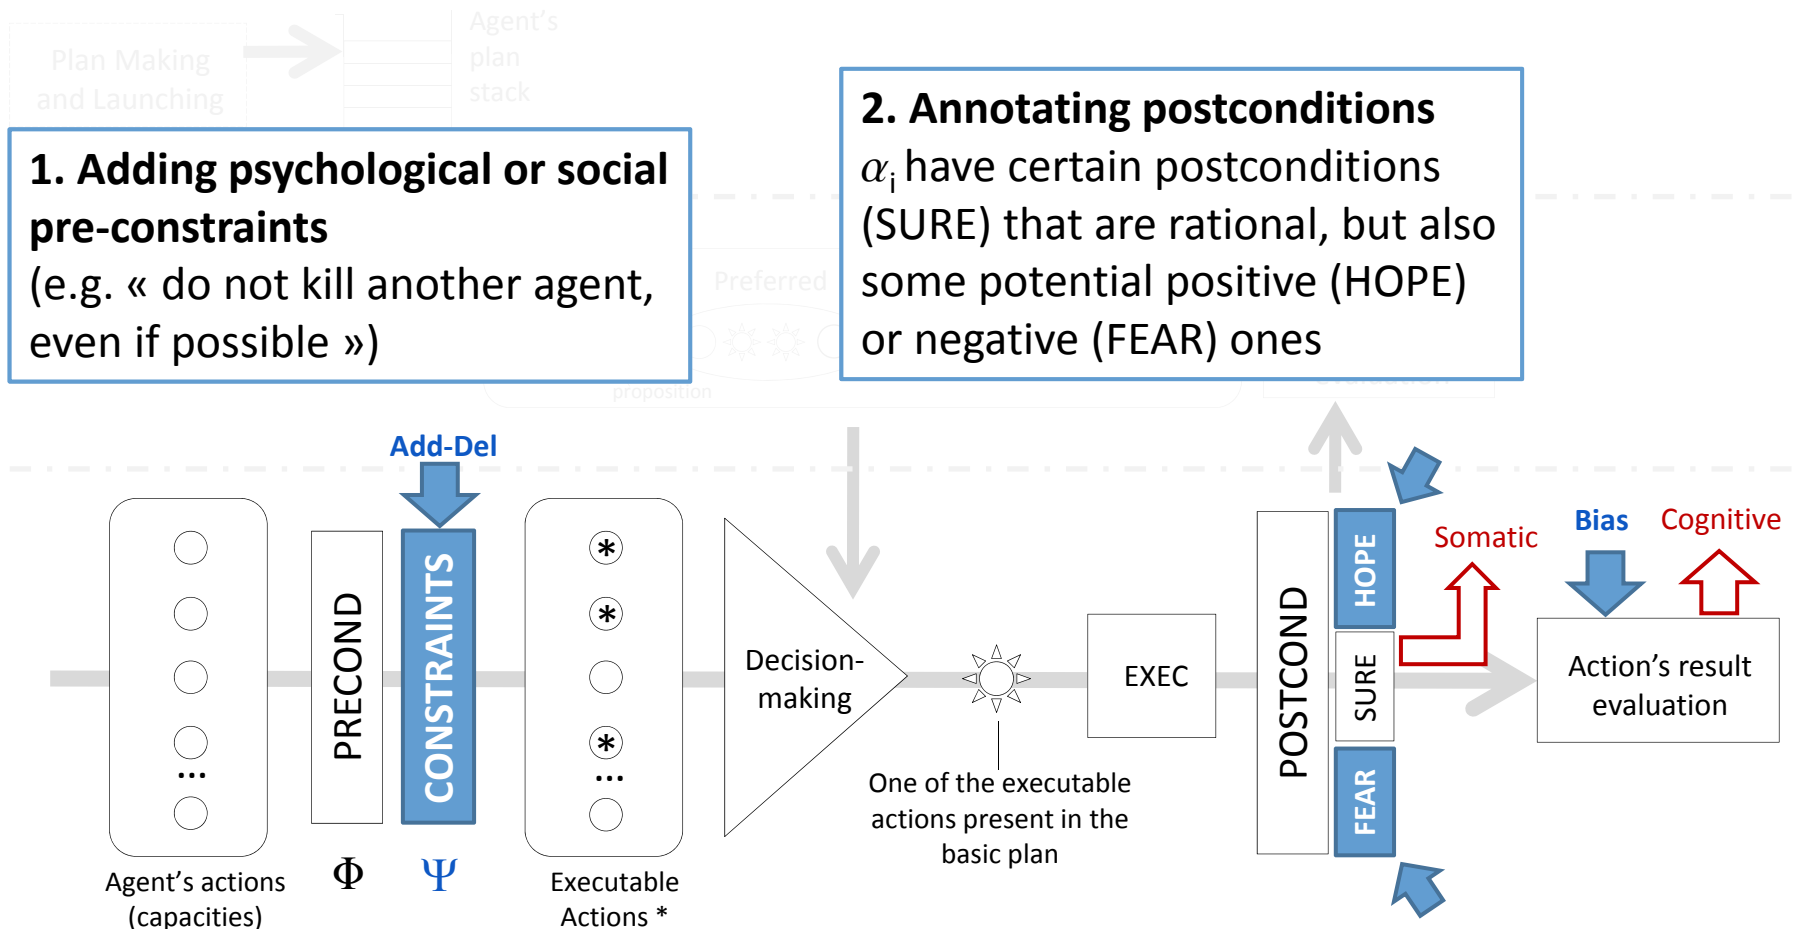 Plan Making
and Launching
Agent's
plan
stack
1. Adding psychological or social
pre-constraints
(e.g. « do not kill another agent,
even if possible »)
2. Annotating postconditions
αi have certain postconditions
(SURE) that are rational, but also
some potential positive (HOPE)
or negative (FEAR) ones
Preferred
proposition
evaluation
Add-Del
PRECOND
CONSTRAINTS
*
*
*
...
...
Decision-
making
EXEC
POSTCOND
HOPE
SURE
FEAR
Somatic
Bias
Cognitive
Action's result
evaluation
One of the executable
actions present in the
basic plan
Agent's actions
(capacities)
Φ
Ψ
Executable
Actions *